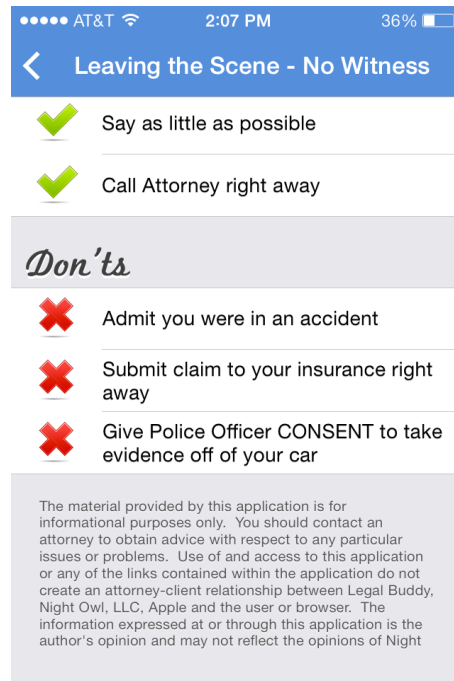 AT&T 2:07 PM 36%
Leaving the Scene - No Witness
Say as little as possible
Call Attorney right away
Don'ts
Admit you were in an accident
Submit claim to your insurance right
away
Give Police Officer CONSENT to take
evidence off of your car
The material provided by this application is for
informational purposes only.  You should contact an
attorney to obtain advice with respect to any particular
issues or problems.  Use of and access to this application
or any of the links contained within the application do not
create an attorney-client relationship between Legal Buddy,
Night Owl, LLC, Apple and the user or browser.  The
information expressed at or through this application is the
author's opinion and may not reflect the opinions of Night